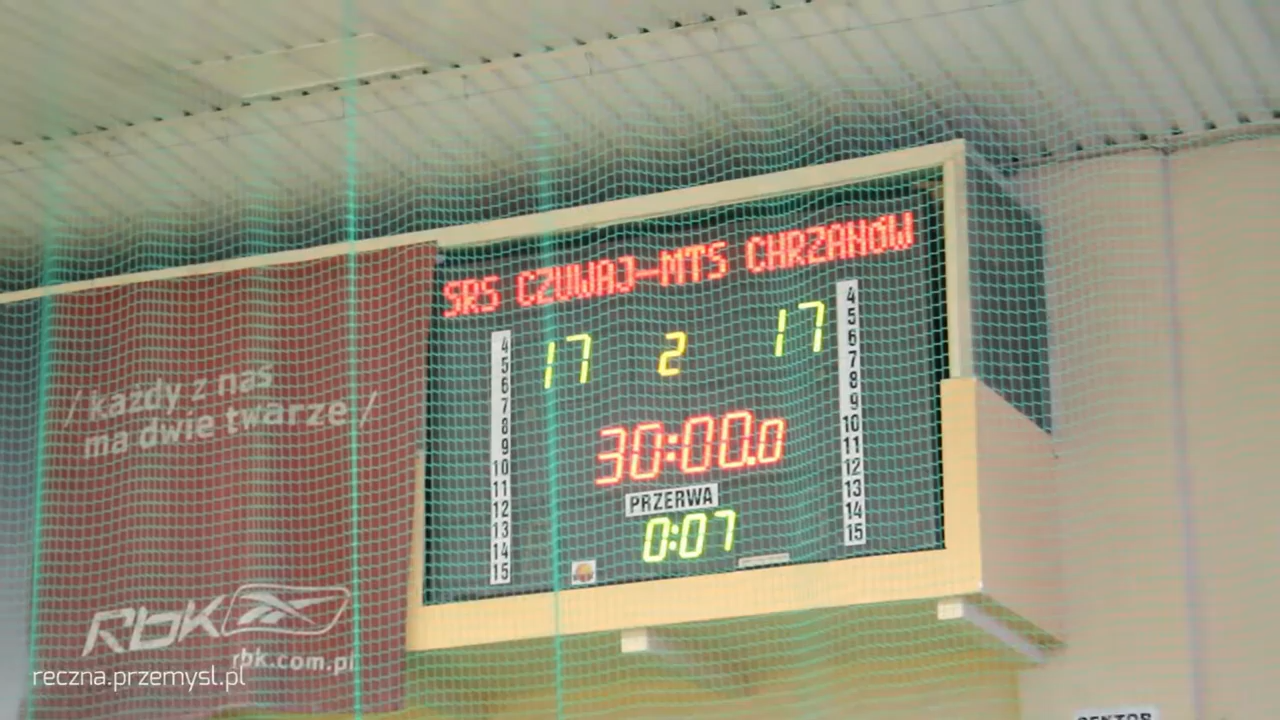 SRS CZUWAJ-MTS CHRZANÓW
17 2 17
30:00.0
PRZERWA
0:07
4
5
6
7
8
9
10
11
12
13
14
15
4
5
6
7
8
9
10
11
12
13
14
15
/ każdy z nas
ma dwie twarze /
Rbk
rbk.com.pl
reczna.przemysl.pl
SEKTOR